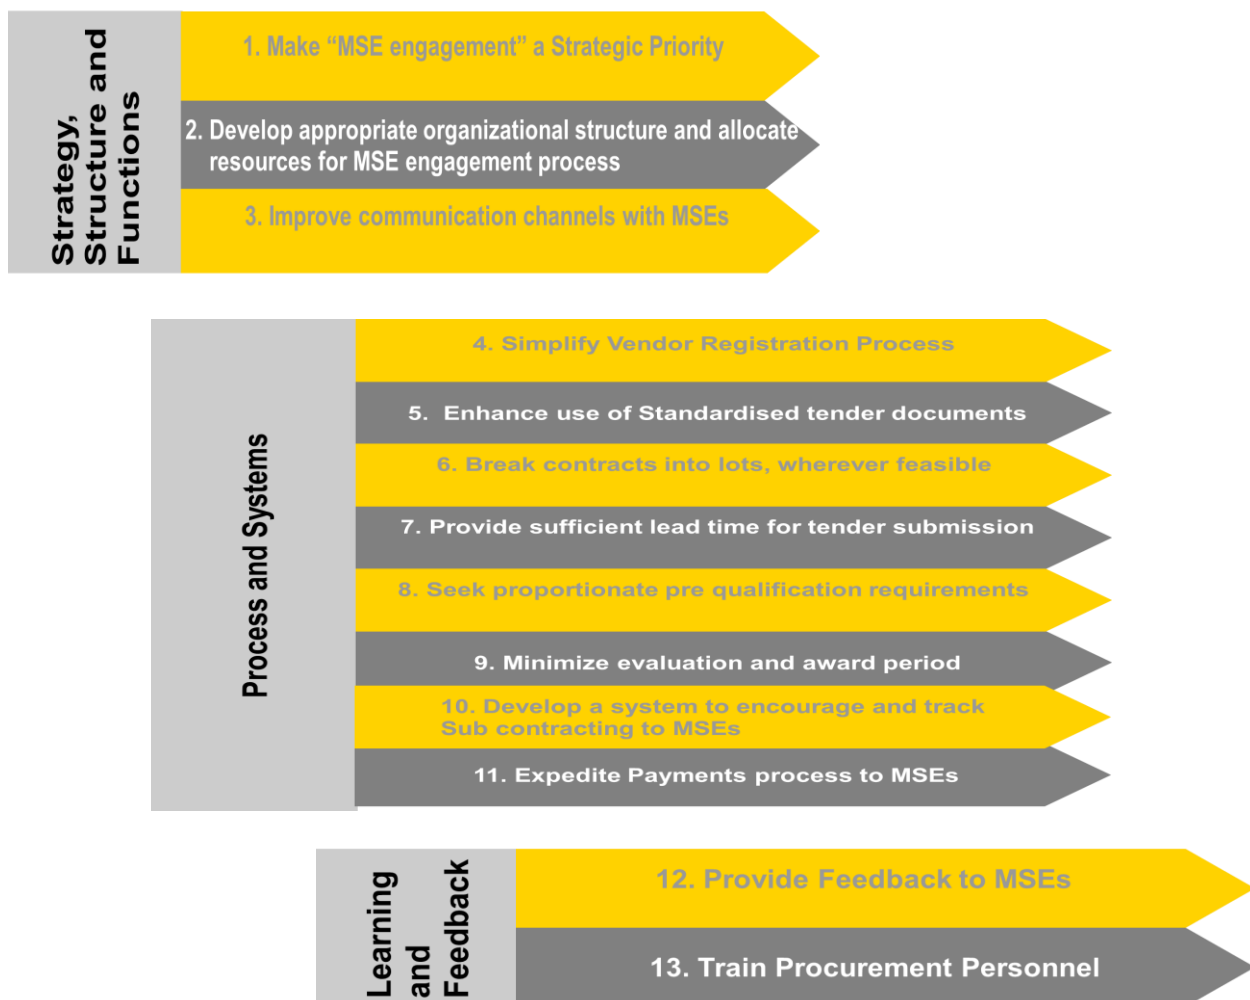 Strategy,
Structure and
Functions
1. Make “MSE engagement” a Strategic Priority
2. Develop appropriate organizational structure and allocate
resources for MSE engagement process
3. Improve communication channels with MSEs
Process and Systems
4. Simplify Vendor Registration Process
5. Enhance use of Standardised tender documents
6. Break contracts into lots, wherever feasible
7. Provide sufficient lead time for tender submission
8. Seek proportionate pre qualification requirements
9. Minimize evaluation and award period
10. Develop a system to encourage and track
Sub contracting to MSEs
11. Expedite Payments process to MSEs
Learning
and
Feedback
12. Provide Feedback to MSEs
13. Train Procurement Personnel